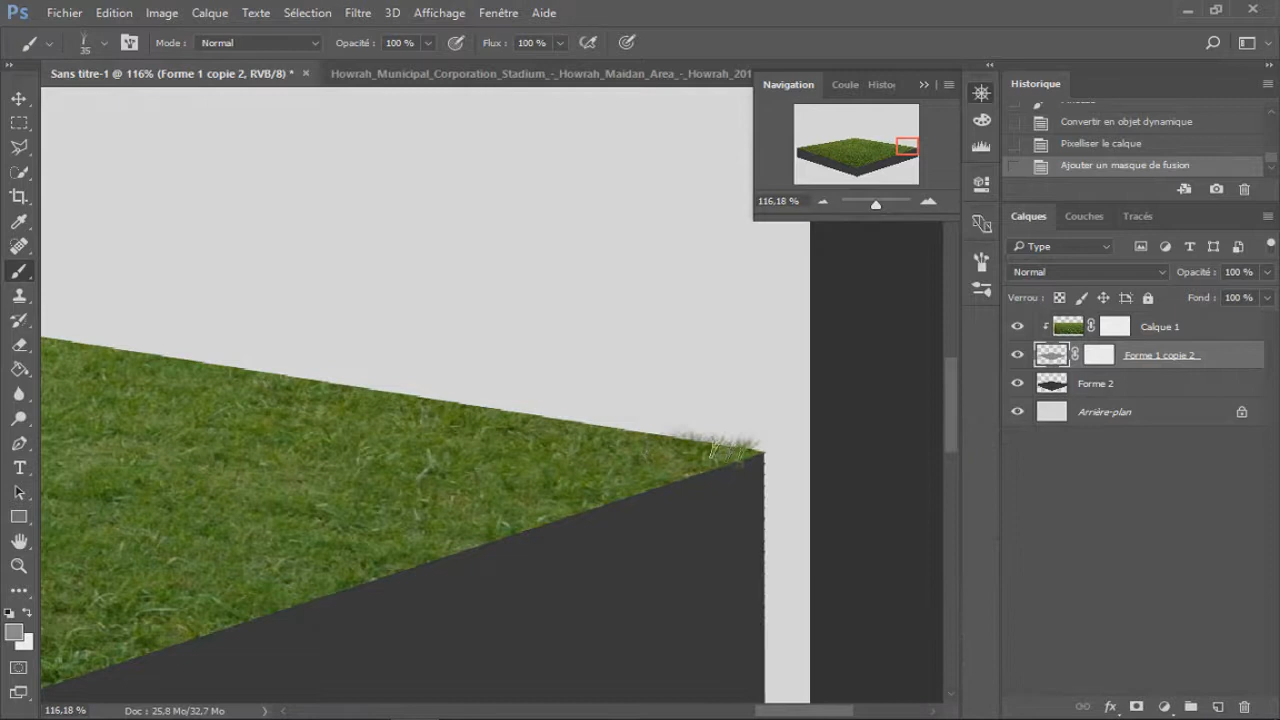 Ps Fichier Edition Image Calque Texte Sélection Filtre 3D Affichage Fenêtre Aide
35 Mode : Normal Opacité : 100 % Flux : 100 %
Sans titre-1 @ 116% (Forme 1 copie 2, RVB/8) * × Howrah_Municipal_Corporation_Stadium_-_Howrah_Maidan_Area_-_Howrah_201
Navigation Coule Histo
116,18 %
Historique
Convertir en objet dynamique
Pixelliser le calque
Ajouter un masque de fusion
Calques Couches Tracés
Type
Normal Opacité : 100 %
Verrou : Fond : 100 %
Calque 1
Forme 1 copie 2
Forme 2
Arrière-plan
116,18 % Doc : 25,8 Mo/32,7 Mo
fx